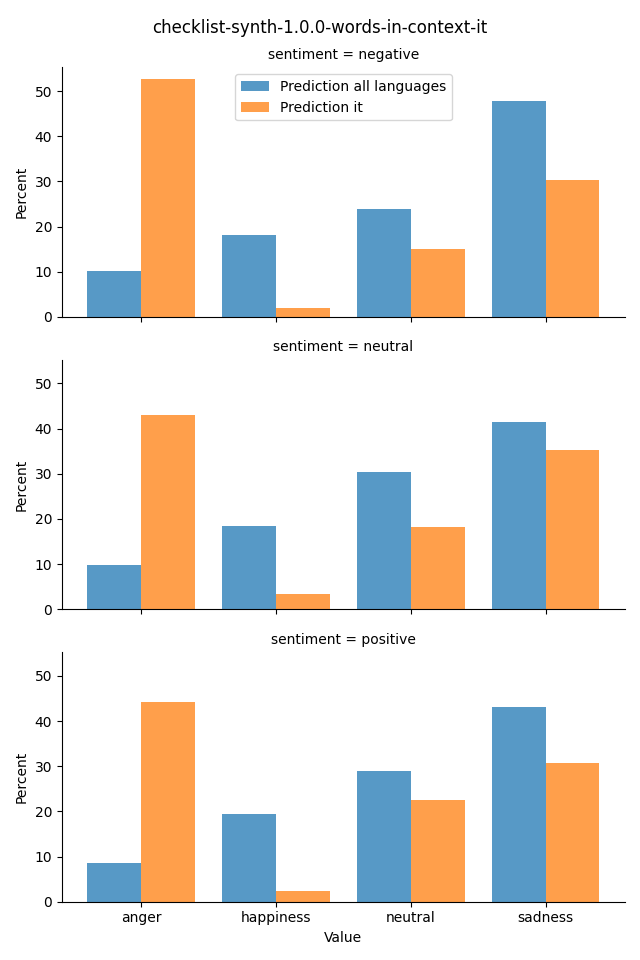 checklist-synth-1.0.0-words-in-context-it
sentiment = negative
Prediction all languages
Prediction it
Percent
50
40
30
20
10
0
sentiment = neutral
Percent
50
40
30
20
10
0
sentiment = positive
Percent
50
40
30
20
10
0
anger happiness neutral sadness
Value